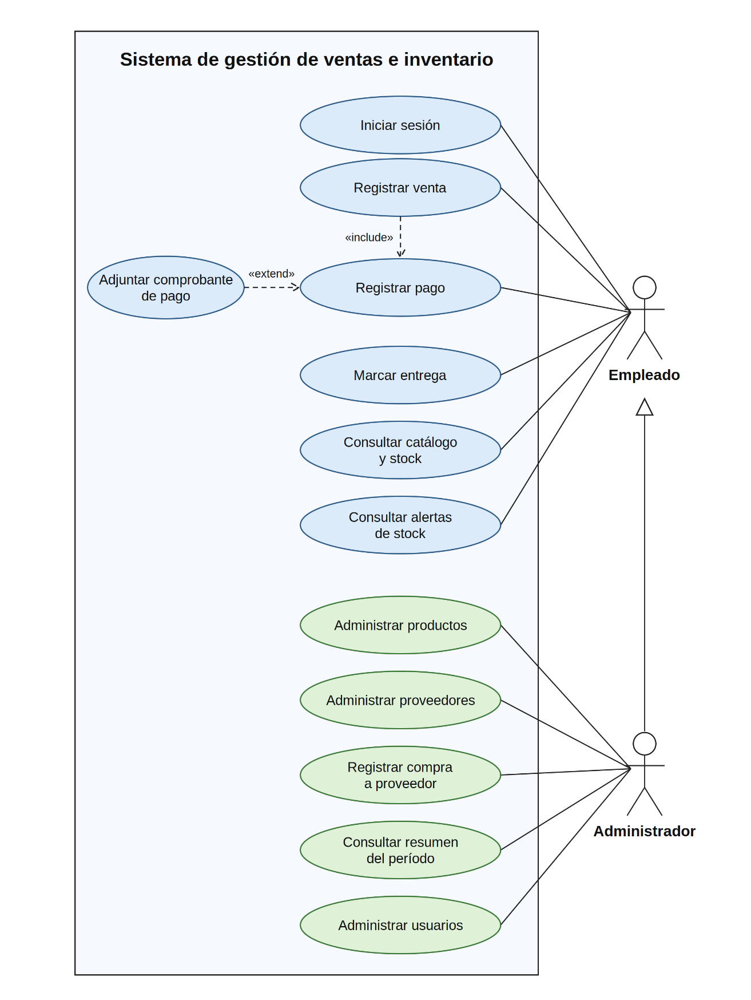 Sistema de gestión de ventas e inventario
Iniciar sesión
Registrar venta
«include»
Adjuntar comprobante
de pago
«extend»
Registrar pago
Marcar entrega
Empleado
Consultar catálogo
y stock
Consultar alertas
de stock
Administrar productos
Administrar proveedores
Registrar compra
a proveedor
Administrador
Consultar resumen
del período
Administrar usuarios